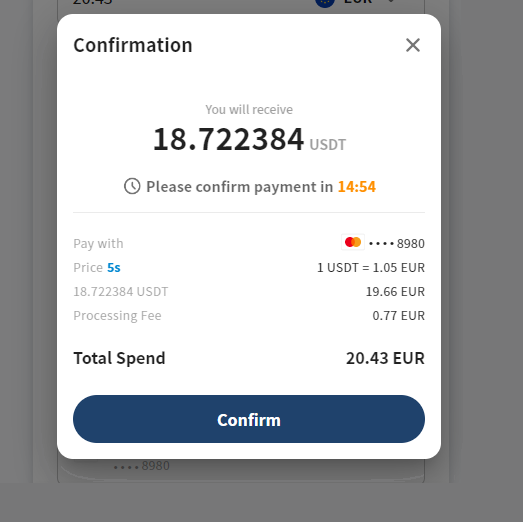 20.43 EUR
Confirmation
You will receive
18.722384 USDT
Please confirm payment in 14:54
Pay with •••• 8980
Price 5s 1 USDT = 1.05 EUR
18.722384 USDT 19.66 EUR
Processing Fee 0.77 EUR
Total Spend 20.43 EUR
Confirm
•••• 8980